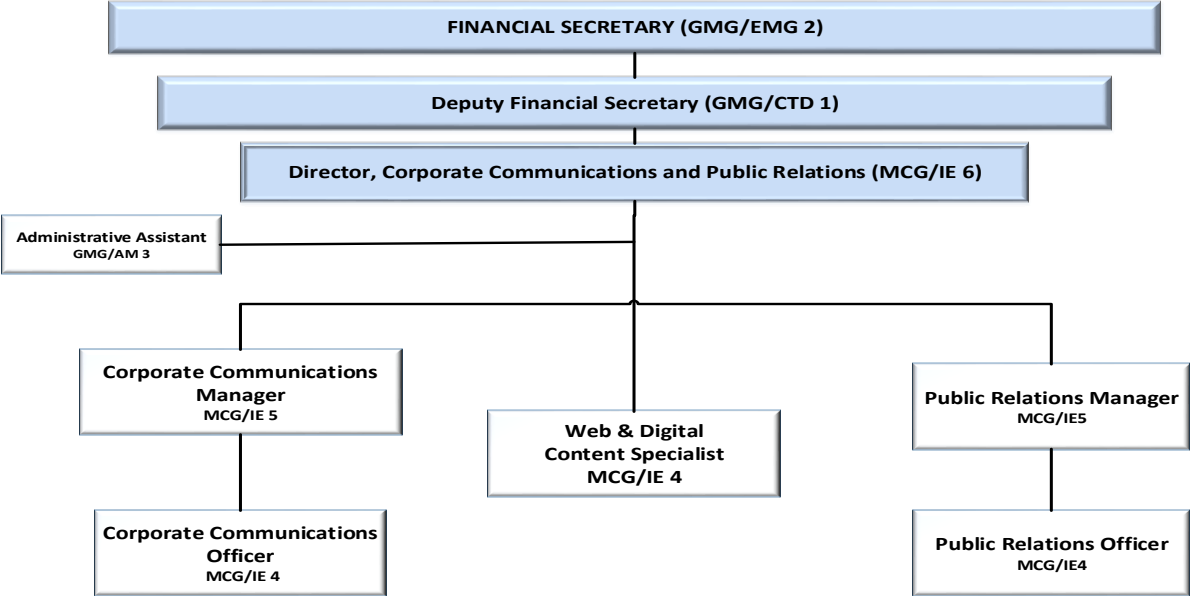 FINANCIAL SECRETARY (GMG/EMG 2)
Deputy Financial Secretary (GMG/CTD 1)
Director, Corporate Communications and Public Relations (MCG/IE 6)
Administrative Assistant
GMG/AM 3
Corporate Communications
Manager
MCG/IE 5
Web & Digital
Content Specialist
MCG/IE 4
Public Relations Manager
MCG/IE5
Corporate Communications
Officer
MCG/IE 4
Public Relations Officer
MCG/IE4